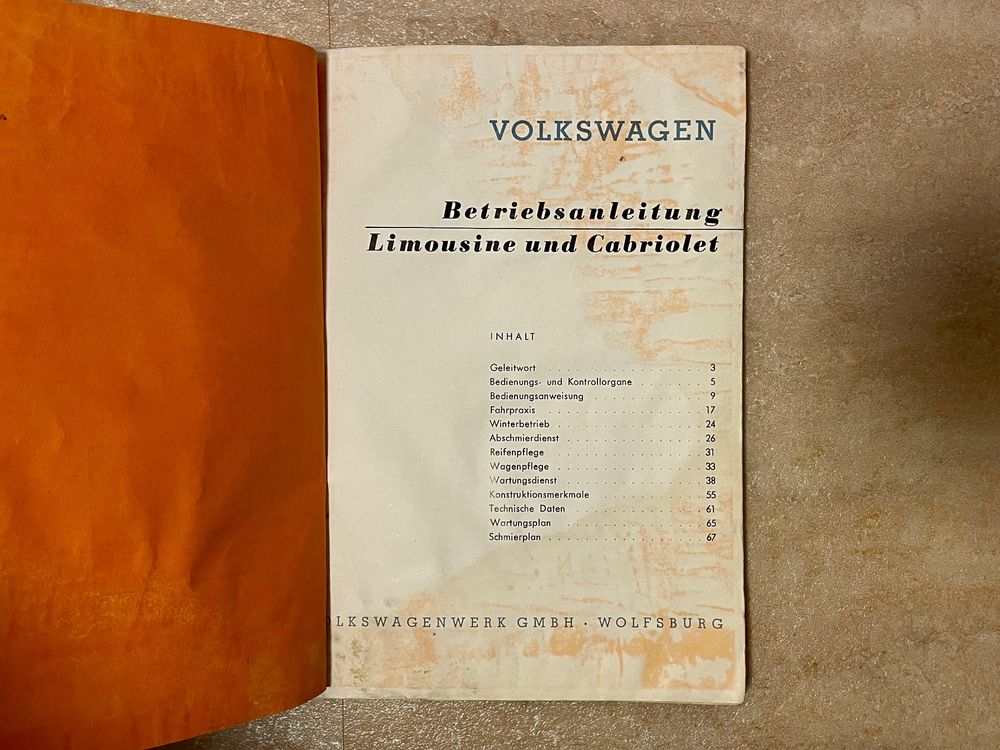 VOLKSWAGEN
Betriebsanleitung
Limousine und Cabriolet
INHALT
Geleitwort . . . . . . . . . . . . . . . . . . 3
Bedienungs- und Kontrollorgane . . . . . . . 5
Bedienungsanweisung . . . . . . . . . . . . 9
Fahrpraxis . . . . . . . . . . . . . . . . . 17
Winterbetrieb . . . . . . . . . . . . . . . . 24
Abschmierdienst . . . . . . . . . . . . . . . 26
Reifenpflege . . . . . . . . . . . . . . . . 31
Wagenpflege . . . . . . . . . . . . . . . . 33
Wartungsdienst . . . . . . . . . . . . . . . 38
Konstruktionsmerkmale . . . . . . . . . . . 55
Technische Daten . . . . . . . . . . . . . . 61
Wartungsplan . . . . . . . . . . . . . . . . 65
Schmierplan . . . . . . . . . . . . . . . . . 67
OLKSWAGENWERK GMBH · WOLFSBURG